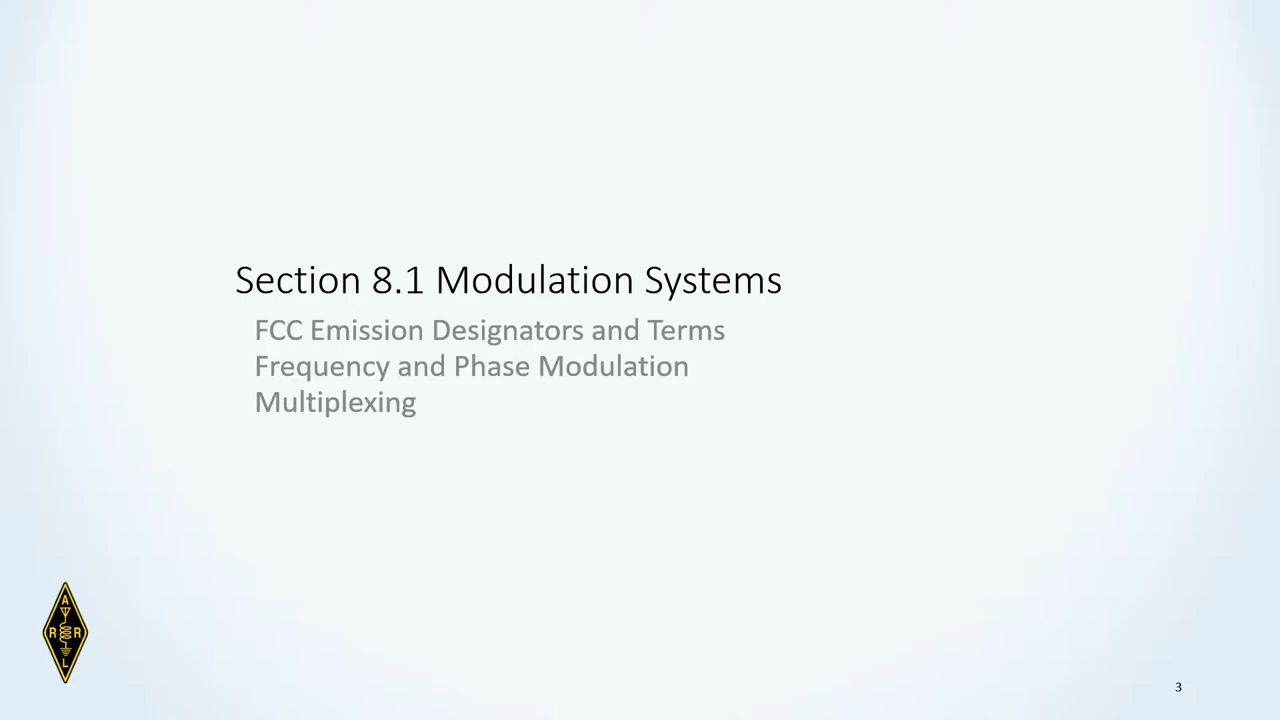 Section 8.1 Modulation Systems
FCC Emission Designators and Terms
Frequency and Phase Modulation
Multiplexing
A
R R
L
3